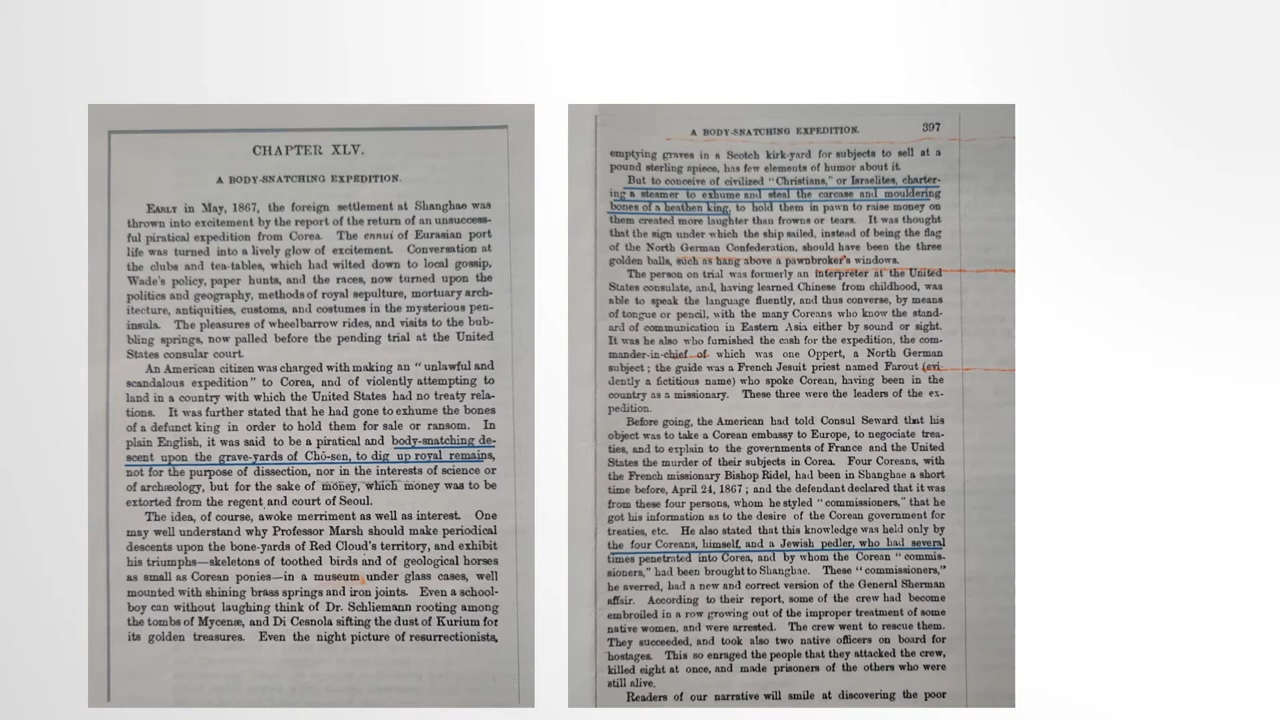 CHAPTER XLV.
A BODY-SNATCHING EXPEDITION.
EARLY in May, 1867, the foreign settlement at Shanghae was
thrown into excitement by the report of the return of an unsuccess-
ful piratical expedition from Corea. The ennui of Eurasian port
life was turned into a lively glow of excitement. Conversation at
the clubs and tea-tables, which had wilted down to local gossip,
Wade's policy, paper hunts, and the races, now turned upon the
politics and geography, methods of royal sepulture, mortuary arch-
itecture, antiquities, customs, and costumes in the mysterious pen-
insula. The pleasures of wheelbarrow rides, and visits to the bub-
bling springs, now palled before the pending trial at the United
States consular court.
An American citizen was charged with making an "unlawful and
scandalous expedition" to Corea, and of violently attempting to
land in a country with which the United States had no treaty rela-
tions. It was further stated that he had gone to exhume the bones
of a defunct king in order to hold them for sale or ransom. In
plain English, it was said to be a piratical and body-snatching de-
scent upon the grave-yards of Chō-sen, to dig up royal remains,
not for the purpose of dissection, nor in the interests of science or
of archæology, but for the sake of money, which money was to be
extorted from the regent and court of Seoul.
The idea, of course, awoke merriment as well as interest. One
may well understand why Professor Marsh should make periodical
descents upon the bone-yards of Red Cloud's territory, and exhibit
his triumphs—skeletons of toothed birds and of geological horses
as small as Corean ponies—in a museum under glass cases, well
mounted with shining brass springs and iron joints. Even a school-
boy can without laughing think of Dr. Schliemann rooting among
the tombs of Mycenæ, and Di Cesnola sifting the dust of Kurium for
its golden treasures. Even the night picture of resurrectionists,
A BODY-SNATCHING EXPEDITION. 397
emptying graves in a Scotch kirk-yard for subjects to sell at a
pound sterling apiece, has few elements of humor about it.
But to conceive of civilized "Christians," or Israelites, charter-
ing a steamer to exhume and steal the carcase and mouldering
bones of a heathen king, to hold them in pawn to raise money on
them created more laughter than frowns or tears. It was thought
that the sign under which the ship sailed, instead of being the flag
of the North German Confederation, should have been the three
golden balls, such as hang above a pawnbroker's windows.
The person on trial was formerly an interpreter at the United
States consulate, and, having learned Chinese from childhood, was
able to speak the language fluently, and thus converse, by means
of tongue or pencil, with the many Coreans who know the stand-
ard of communication in Eastern Asia either by sound or sight.
It was he also who furnished the cash for the expedition, the com-
mander-in-chief of which was one Oppert, a North German
subject; the guide was a French Jesuit priest named Farout (evi-
dently a fictitious name) who spoke Corean, having been in the
country as a missionary. These three were the leaders of the ex-
pedition.
Before going, the American had told Consul Seward that his
object was to take a Corean embassy to Europe, to negotiate trea-
ties, and to explain to the governments of France and the United
States the murder of their subjects in Corea. Four Coreans, with
the French missionary Bishop Ridel, had been in Shanghae a short
time before, April 24, 1867; and the defendant declared that it was
from these four persons, whom he styled "commissioners," that he
got his information as to the desire of the Corean government for
treaties, etc. He also stated that this knowledge was held only by
the four Coreans, himself, and a Jewish pedler, who had several
times penetrated into Corea, and by whom the Corean "commis-
sioners," had been brought to Shanghae. These "commissioners,"
he averred, had a new and correct version of the General Sherman
affair. According to their report, some of the crew had become
embroiled in a row growing out of the improper treatment of some
native women, and were arrested. The crew went to rescue them.
They succeeded, and took also two native officers on board for
hostages. This so enraged the people that they attacked the crew,
killed eight at once, and made prisoners of the others who were
still alive.
Readers of our narrative will smile at discovering the poor